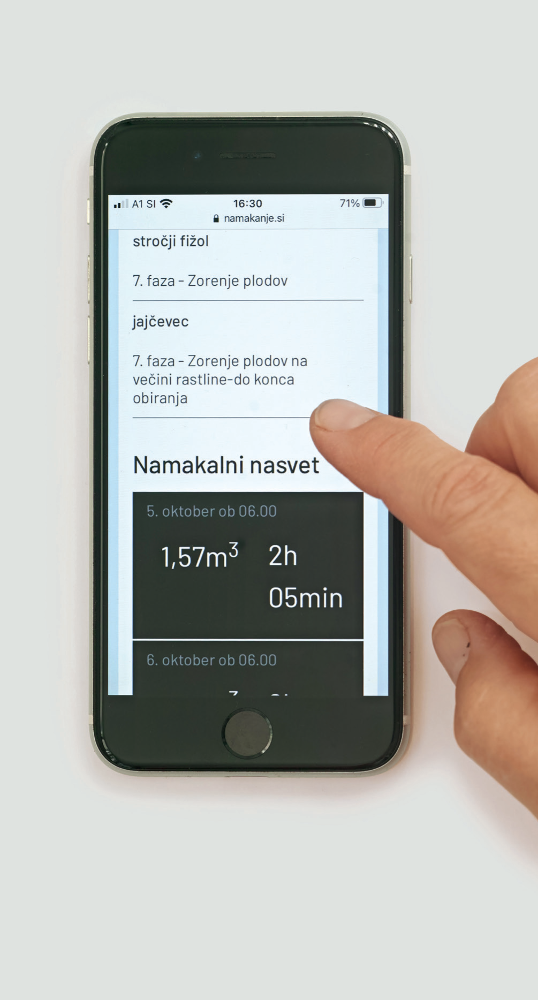 A1 SI 16:30 71%
namakanje.si
stročji fižol
7. faza - Zorenje plodov
jajčevec
7. faza - Zorenje plodov na
večini rastline-do konca
obiranja
Namakalni nasvet
5. oktober ob 06.00
1,57m³ 2h
05min
6. oktober ob 06.00